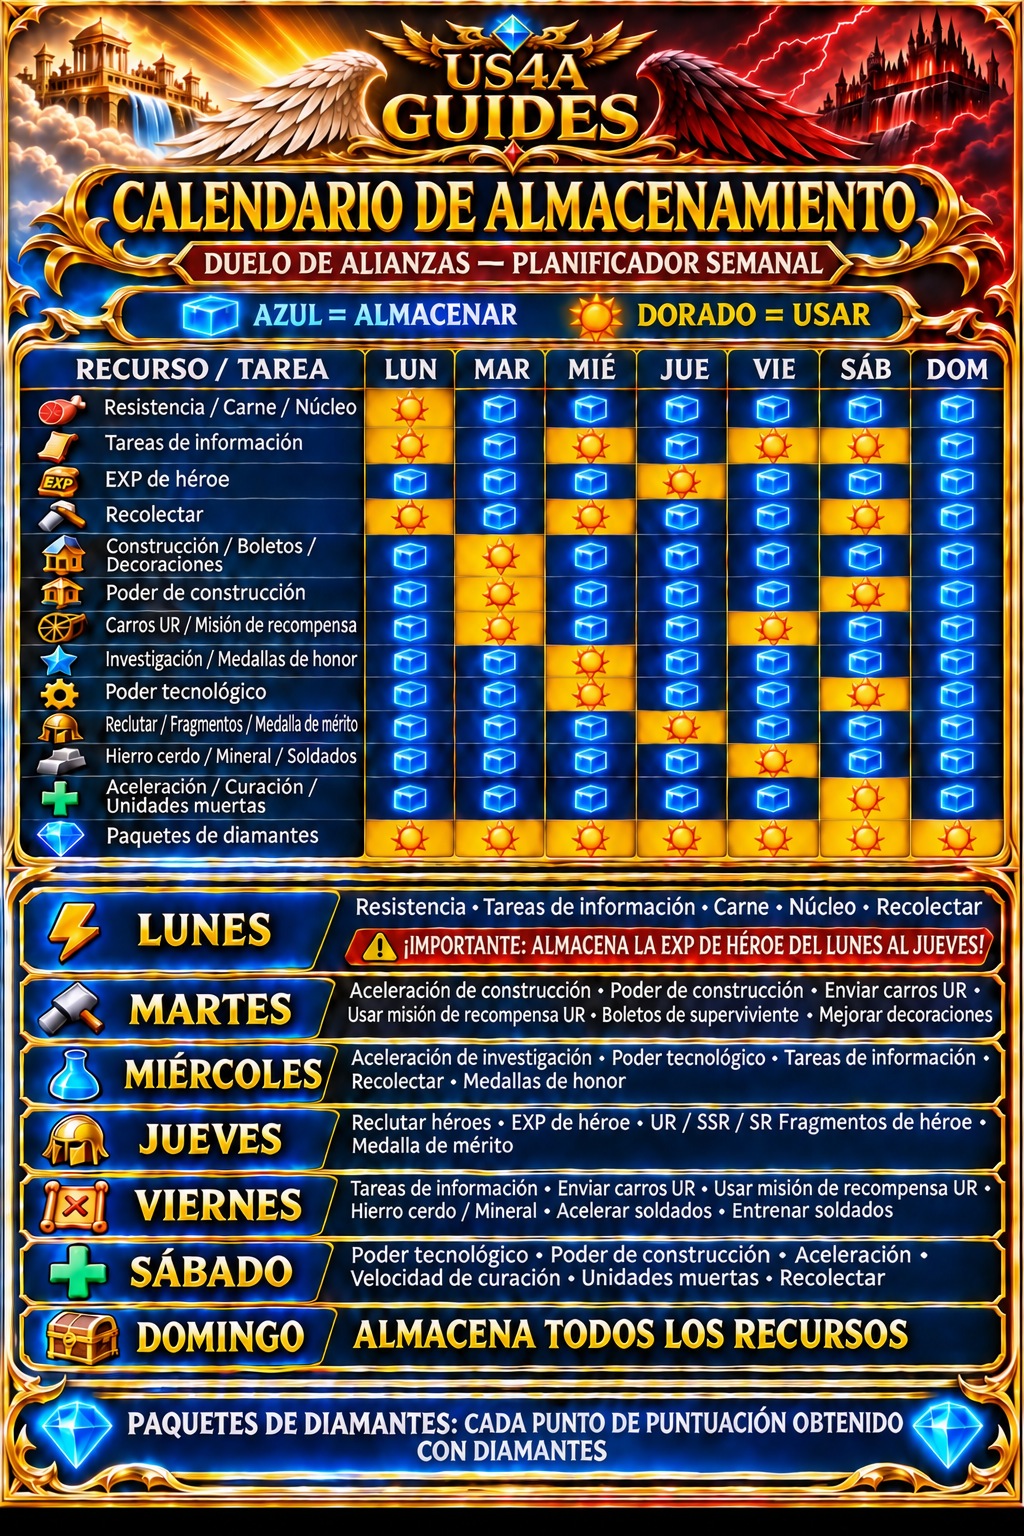 US4A
GUIDES
CALENDARIO DE ALMACENAMIENTO
DUELO DE ALIANZAS — PLANIFICADOR SEMANAL
AZUL = ALMACENAR
DORADO = USAR
RECURSO / TAREA LUN MAR MIÉ JUE VIE SÁB DOM
Resistencia / Carne / Núcleo
Tareas de información
EXP
EXP de héroe
Recolectar
Construcción / Boletos /
Decoraciones
Poder de construcción
Carros UR / Misión de recompensa
Investigación / Medallas de honor
Poder tecnológico
Reclutar / Fragmentos / Medalla de mérito
Hierro cerdo / Mineral / Soldados
Aceleración / Curación /
Unidades muertas
Paquetes de diamantes
LUNES
Resistencia • Tareas de información • Carne • Núcleo • Recolectar
¡IMPORTANTE: ALMACENA LA EXP DE HÉROE DEL LUNES AL JUEVES!
MARTES
Aceleración de construcción • Poder de construcción • Enviar carros UR •
Usar misión de recompensa UR • Boletos de superviviente • Mejorar decoraciones
MIÉRCOLES
Aceleración de investigación • Poder tecnológico • Tareas de información •
Recolectar • Medallas de honor
JUEVES
Reclutar héroes • EXP de héroe • UR / SSR / SR Fragmentos de héroe •
Medalla de mérito
VIERNES
Tareas de información • Enviar carros UR • Usar misión de recompensa UR •
Hierro cerdo / Mineral • Acelerar soldados • Entrenar soldados
SÁBADO
Poder tecnológico • Poder de construcción • Aceleración •
Velocidad de curación • Unidades muertas • Recolectar
DOMINGO
ALMACENA TODOS LOS RECURSOS
PAQUETES DE DIAMANTES: CADA PUNTO DE PUNTUACIÓN OBTENIDO
CON DIAMANTES